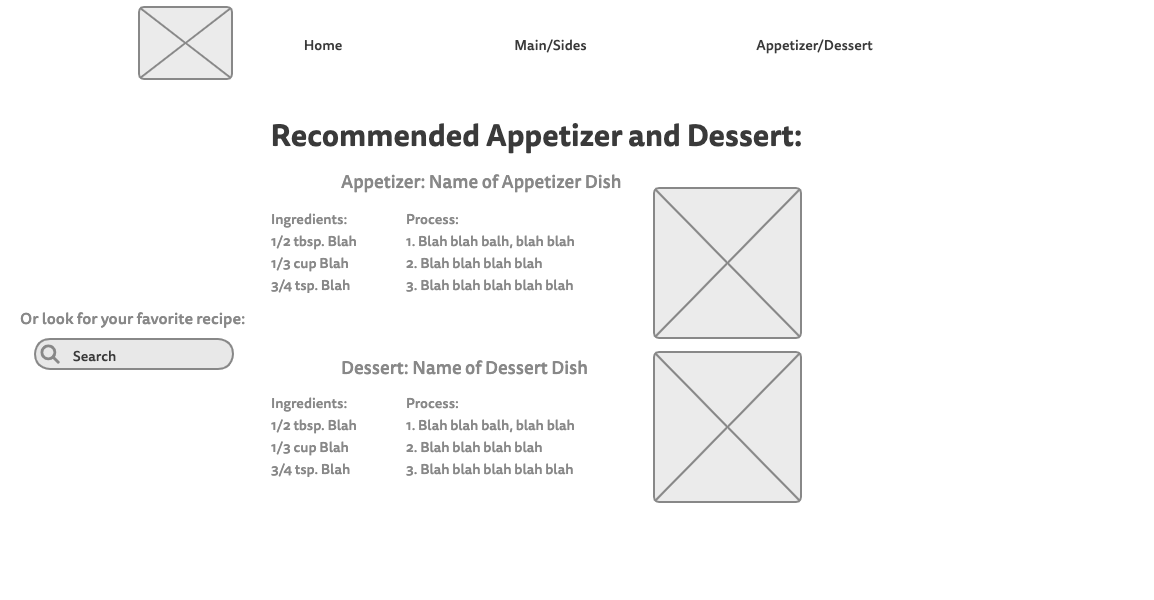 Home
Main/Sides
Appetizer/Dessert
Recommended Appetizer and Dessert:
Appetizer: Name of Appetizer Dish
Ingredients:
1/2 tbsp. Blah
1/3 cup Blah
3/4 tsp. Blah
Process:
1. Blah blah balh, blah blah
2. Blah blah blah blah
3. Blah blah blah blah blah
Or look for your favorite recipe:
Search
Dessert: Name of Dessert Dish
Ingredients:
1/2 tbsp. Blah
1/3 cup Blah
3/4 tsp. Blah
Process:
1. Blah blah balh, blah blah
2. Blah blah blah blah
3. Blah blah blah blah blah